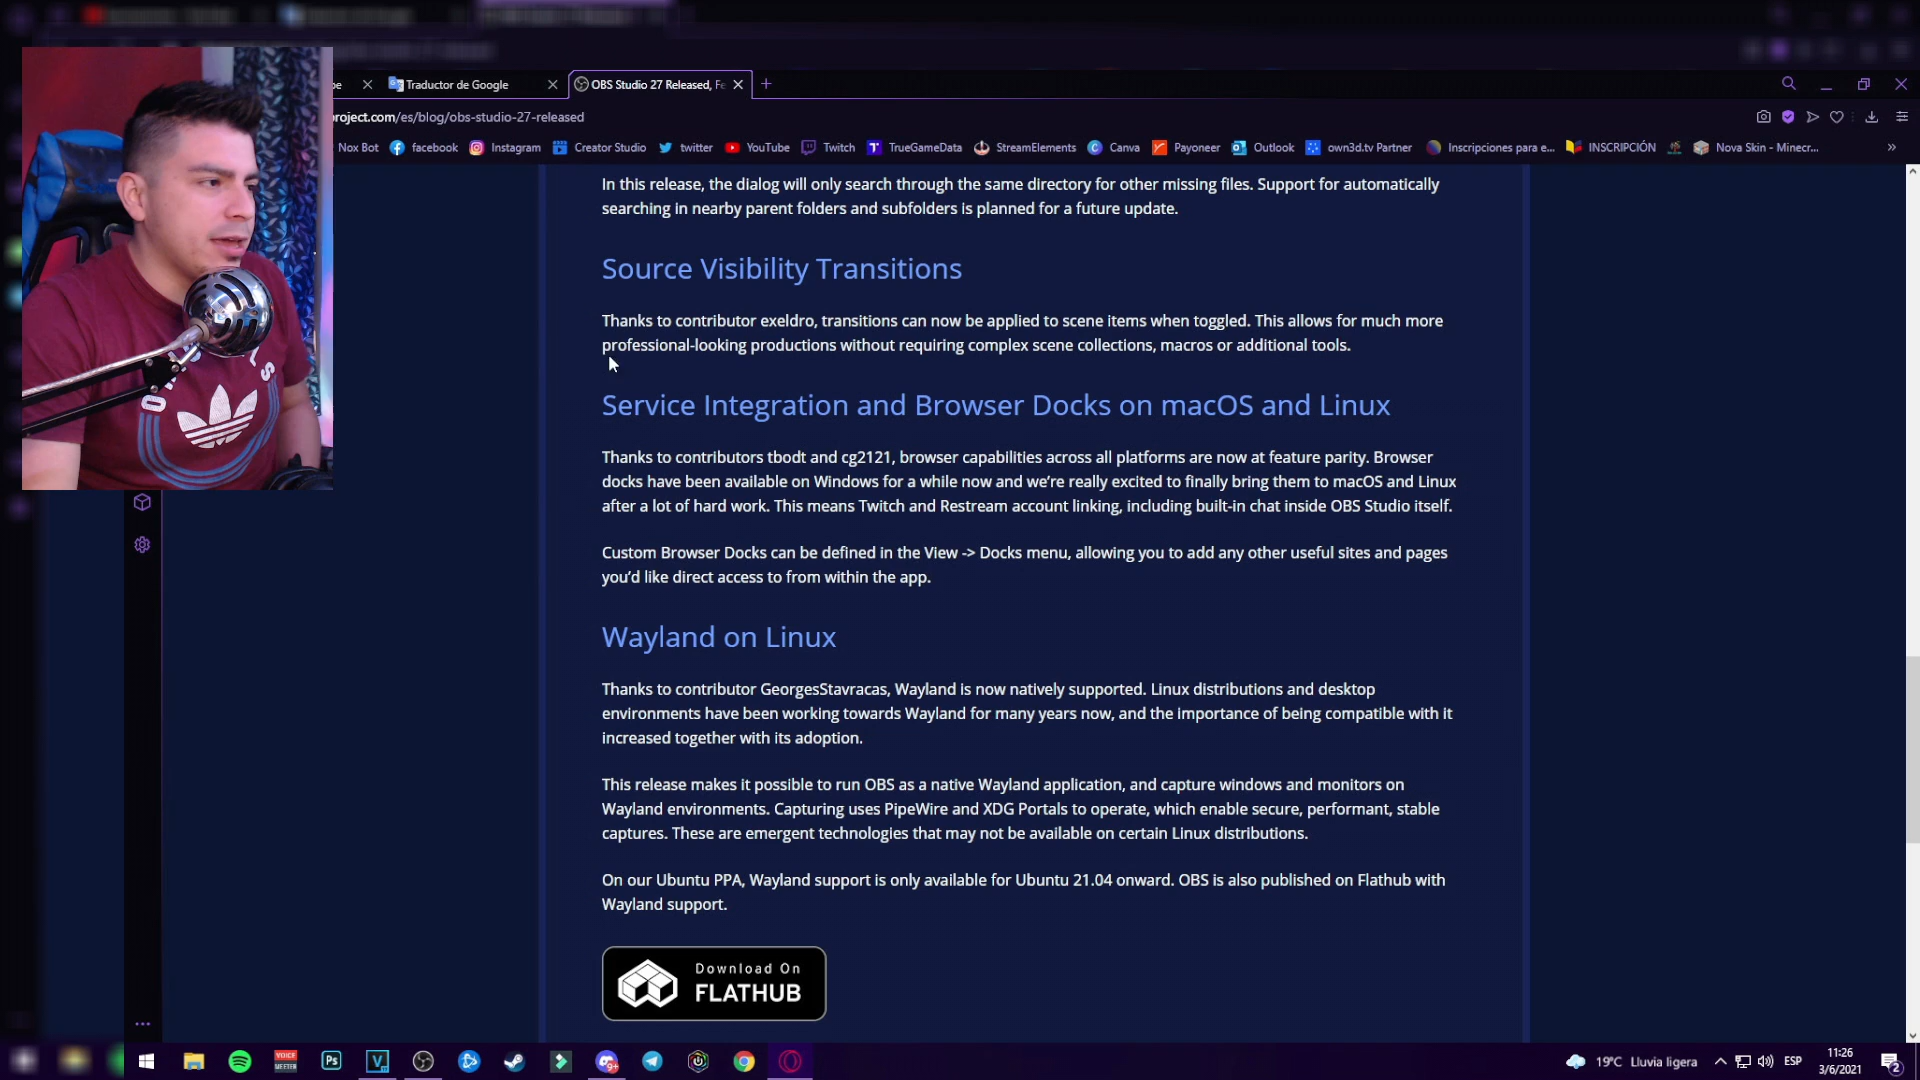 be
Traductor de Google
OBS Studio 27 Released, Fe
roject.com/es/blog/obs-studio-27-released
Nox Bot facebook Instagram Creator Studio twitter YouTube Twitch TrueGameData StreamElements Canva Payoneer Outlook own3d.tv Partner Inscripciones para e... INSCRIPCIÓN Nova Skin - Minecr...
In this release, the dialog will only search through the same directory for other missing files. Support for automatically
searching in nearby parent folders and subfolders is planned for a future update.
Source Visibility Transitions
Thanks to contributor exeldro, transitions can now be applied to scene items when toggled. This allows for much more
professional-looking productions without requiring complex scene collections, macros or additional tools.
Service Integration and Browser Docks on macOS and Linux
Thanks to contributors tbodt and cg2121, browser capabilities across all platforms are now at feature parity. Browser
docks have been available on Windows for a while now and we’re really excited to finally bring them to macOS and Linux
after a lot of hard work. This means Twitch and Restream account linking, including built-in chat inside OBS Studio itself.
Custom Browser Docks can be defined in the View -> Docks menu, allowing you to add any other useful sites and pages
you’d like direct access to from within the app.
Wayland on Linux
Thanks to contributor GeorgesStavracas, Wayland is now natively supported. Linux distributions and desktop
environments have been working towards Wayland for many years now, and the importance of being compatible with it
increased together with its adoption.
This release makes it possible to run OBS as a native Wayland application, and capture windows and monitors on
Wayland environments. Capturing uses PipeWire and XDG Portals to operate, which enable secure, performant, stable
captures. These are emergent technologies that may not be available on certain Linux distributions.
On our Ubuntu PPA, Wayland support is only available for Ubuntu 21.04 onward. OBS is also published on Flathub with
Wayland support.
Download On
FLATHUB
VOICE
MEETER
Ps
V
9+
19°C Lluvia ligera
ESP
11:26
3/6/2021
2